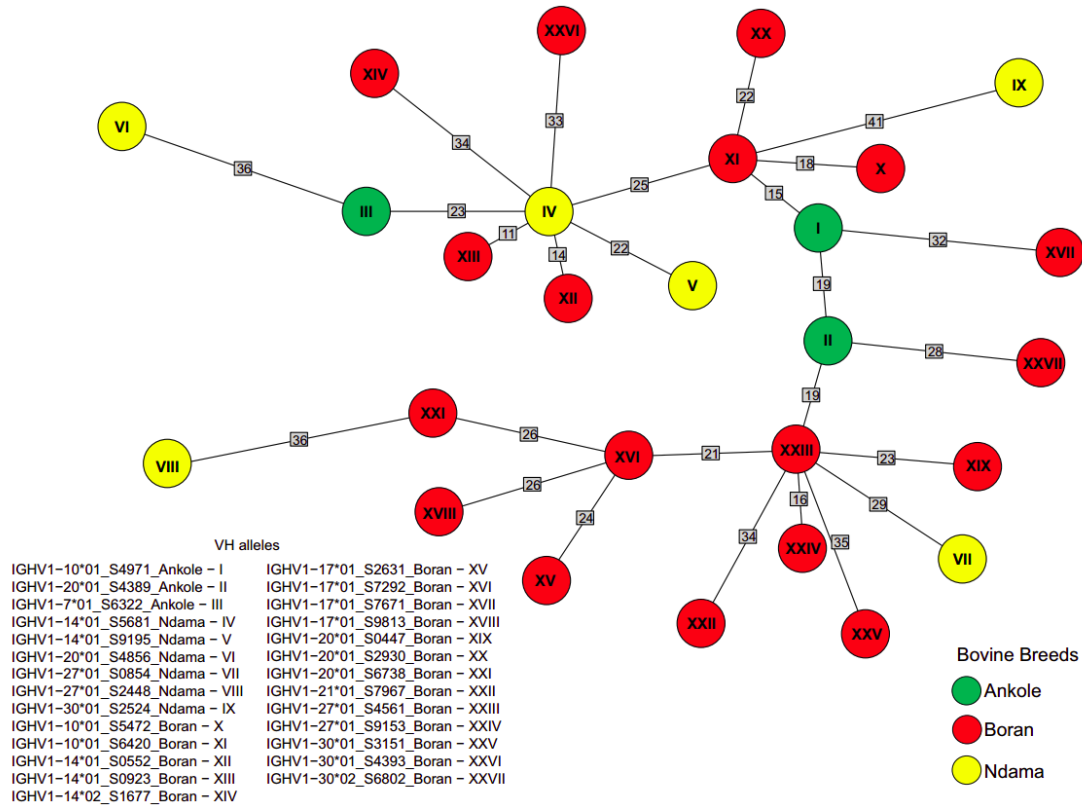 XXVI
XX
XIV
IX
VI
22
33
41
34
XI
18
X
36
25
15
III
23
IV
I
32
XVII
11
22
XIII
14
V
19
XII
II
28
XXVII
19
XXI
36
26
VIII
XVI
21
XXIII
23
XIX
26
16
29
XVIII
24
34
35
XXIV
VII
XV
XXII
XXV
VH alleles
IGHV1−10*01_S4971_Ankole − I
IGHV1−20*01_S4389_Ankole − II
IGHV1−7*01_S6322_Ankole − III
IGHV1−14*01_S5681_Ndama − IV
IGHV1−14*01_S9195_Ndama − V
IGHV1−20*01_S4856_Ndama − VI
IGHV1−27*01_S0854_Ndama − VII
IGHV1−27*01_S2448_Ndama − VIII
IGHV1−30*01_S2524_Ndama − IX
IGHV1−10*01_S5472_Boran − X
IGHV1−10*01_S6420_Boran − XI
IGHV1−14*01_S0552_Boran − XII
IGHV1−14*01_S0923_Boran − XIII
IGHV1−14*02_S1677_Boran − XIV
IGHV1−17*01_S2631_Boran − XV
IGHV1−17*01_S7292_Boran − XVI
IGHV1−17*01_S7671_Boran − XVII
IGHV1−17*01_S9813_Boran − XVIII
IGHV1−20*01_S0447_Boran − XIX
IGHV1−20*01_S2930_Boran − XX
IGHV1−20*01_S6738_Boran − XXI
IGHV1−21*01_S7967_Boran − XXII
IGHV1−27*01_S4561_Boran − XXIII
IGHV1−27*01_S9153_Boran − XXIV
IGHV1−30*01_S3151_Boran − XXV
IGHV1−30*01_S4393_Boran − XXVI
IGHV1−30*02_S6802_Boran − XXVII
Bovine Breeds
Ankole
Boran
Ndama